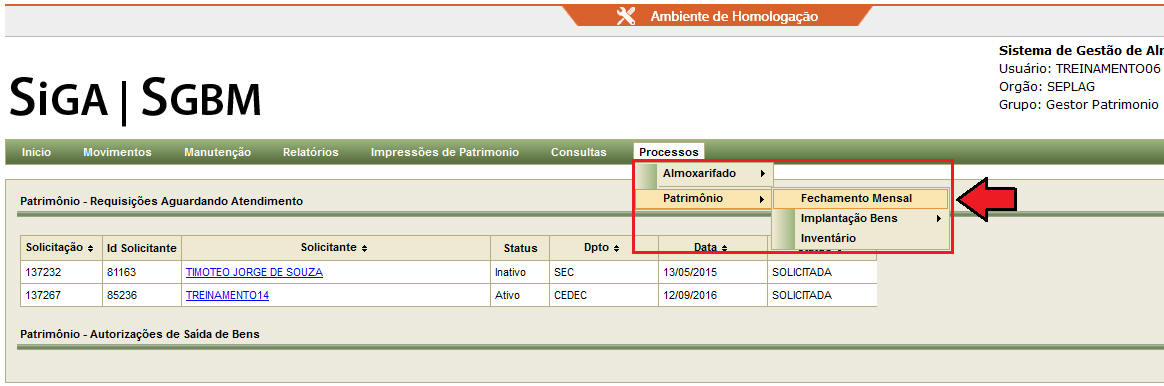 Ambiente de Homologação
Sistema de Gestão de
Usuário: TREINAMENTO06
Orgão: SEPLAG
Grupo: Gestor Patrimonio
SiGA | SGBM
Inicio Movimentos Manutenção Relatórios Impressões de Patrimonio Consultas Processos
Almoxarifado
Patrimônio
Fechamento Mensal
Implantação Bens
Inventário
Patrimônio - Requisições Aguardando Atendimento
Solicitação Id Solicitante Solicitante Status Dpto Data
137232 81163 TIMOTEO JORGE DE SOUZA Inativo SEC 13/05/2015 SOLICITADA
137267 85236 TREINAMENTO14 Ativo CEDEC 12/09/2016 SOLICITADA
Patrimônio - Autorizações de Saída de Bens